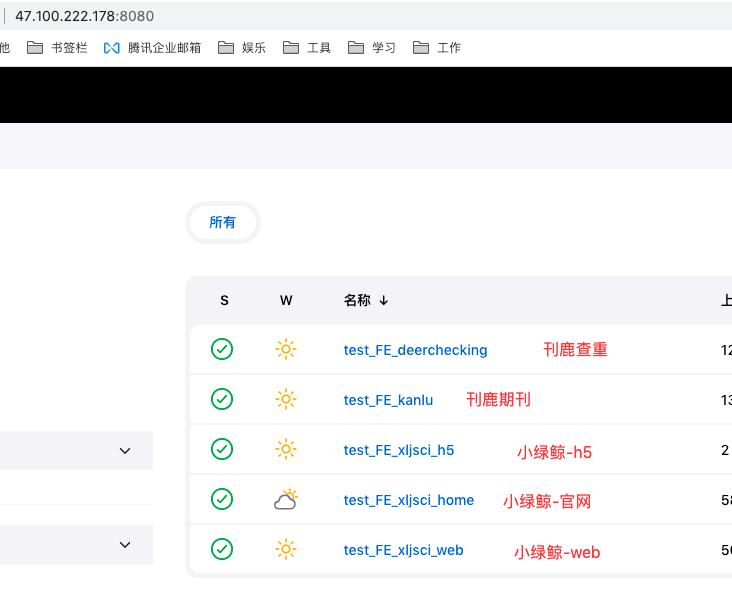 47.100.222.178:8080
他 书签栏 腾讯企业邮箱 娱乐 工具 学习 工作
所有
S W 名称 ↓ 上
test_FE_deerchecking 刊鹿查重 12
test_FE_kanlu 刊鹿期刊 13
test_FE_xljsci_h5 小绿鲸-h5 2
test_FE_xljsci_home 小绿鲸-官网 58
test_FE_xljsci_web 小绿鲸-web 50